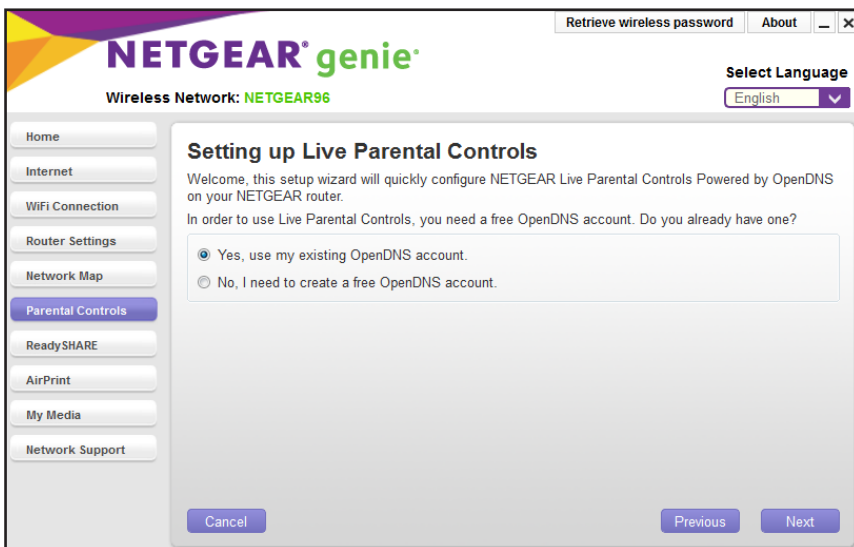 Retrieve wireless password
About
NETGEAR® genie®
Select Language
Wireless Network: NETGEAR96
English
Home
Internet
WiFi Connection
Router Settings
Network Map
Parental Controls
ReadySHARE
AirPrint
My Media
Network Support
Setting up Live Parental Controls
Welcome, this setup wizard will quickly configure NETGEAR Live Parental Controls Powered by OpenDNS
on your NETGEAR router.
In order to use Live Parental Controls, you need a free OpenDNS account. Do you already have one?
Yes, use my existing OpenDNS account.
No, I need to create a free OpenDNS account.
Cancel
Previous
Next